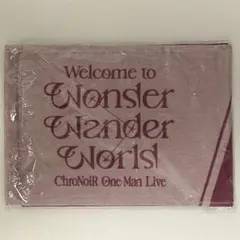 Welcome to
Wonder
Wander
World
ChroNoiR One Man Live